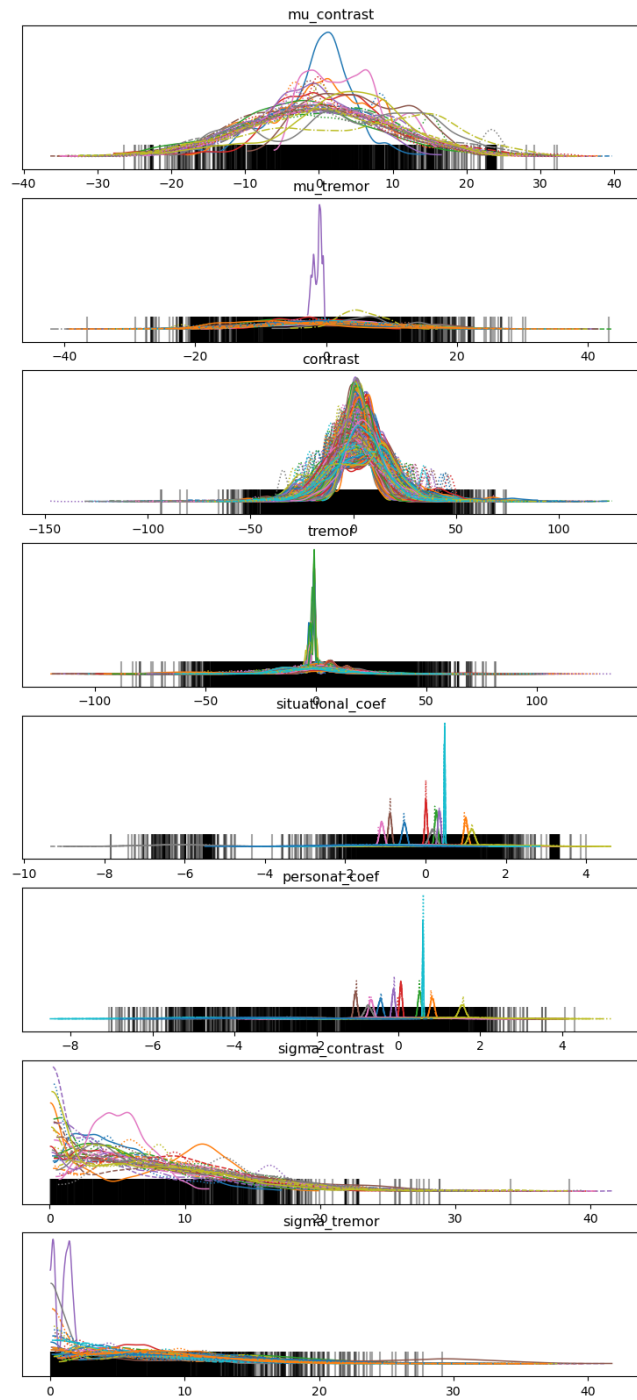 mu_contrast
−40 −30 −20 −10 0 10 20 30 40
mu_tremor
−40 −20 0 20 40
contrast
−150 −100 −50 0 50 100
tremor
−100 −50 0 50 100
situational_coef
−10 −8 −6 −4 −2 0 2 4
personal_coef
−8 −6 −4 −2 0 2 4
sigma_contrast
0 10 20 30 40
sigma_tremor
0 10 20 30 40